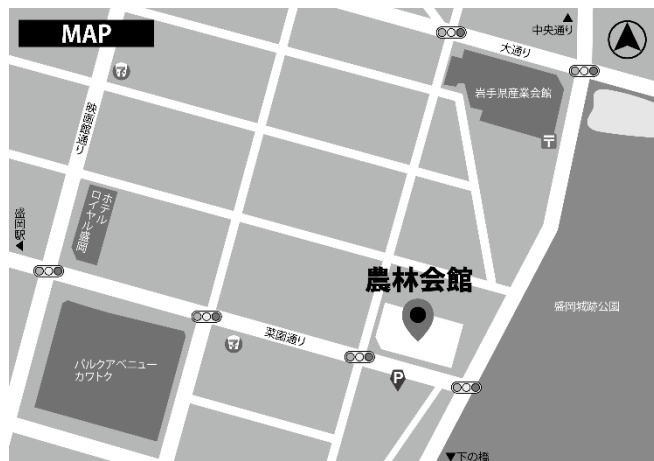 MAP
▲
中央通り
大通り
岩手県産業会館
〒
7
映画館通り
ホテル
ロイヤル盛岡
盛岡駅▼
農林会館
盛岡城跡公園
菜園通り
7
パルクアベニュー
カワトク
P
▼下の橋